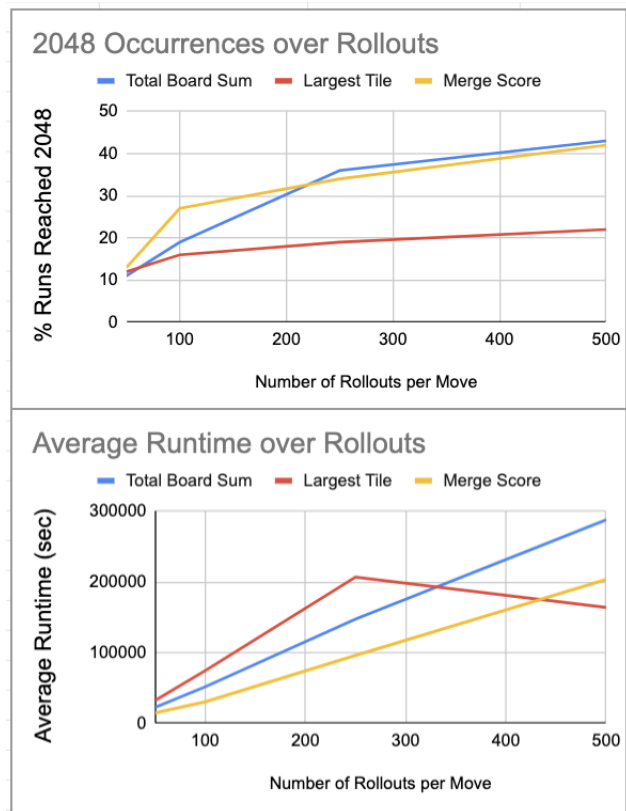 2048 Occurrences over Rollouts
Total Board Sum Largest Tile Merge Score
% Runs Reached 2048
50
40
30
20
10
0
100 200 300 400 500
Number of Rollouts per Move
Average Runtime over Rollouts
Total Board Sum Largest Tile Merge Score
Average Runtime (sec)
300000
200000
100000
0
100 200 300 400 500
Number of Rollouts per Move